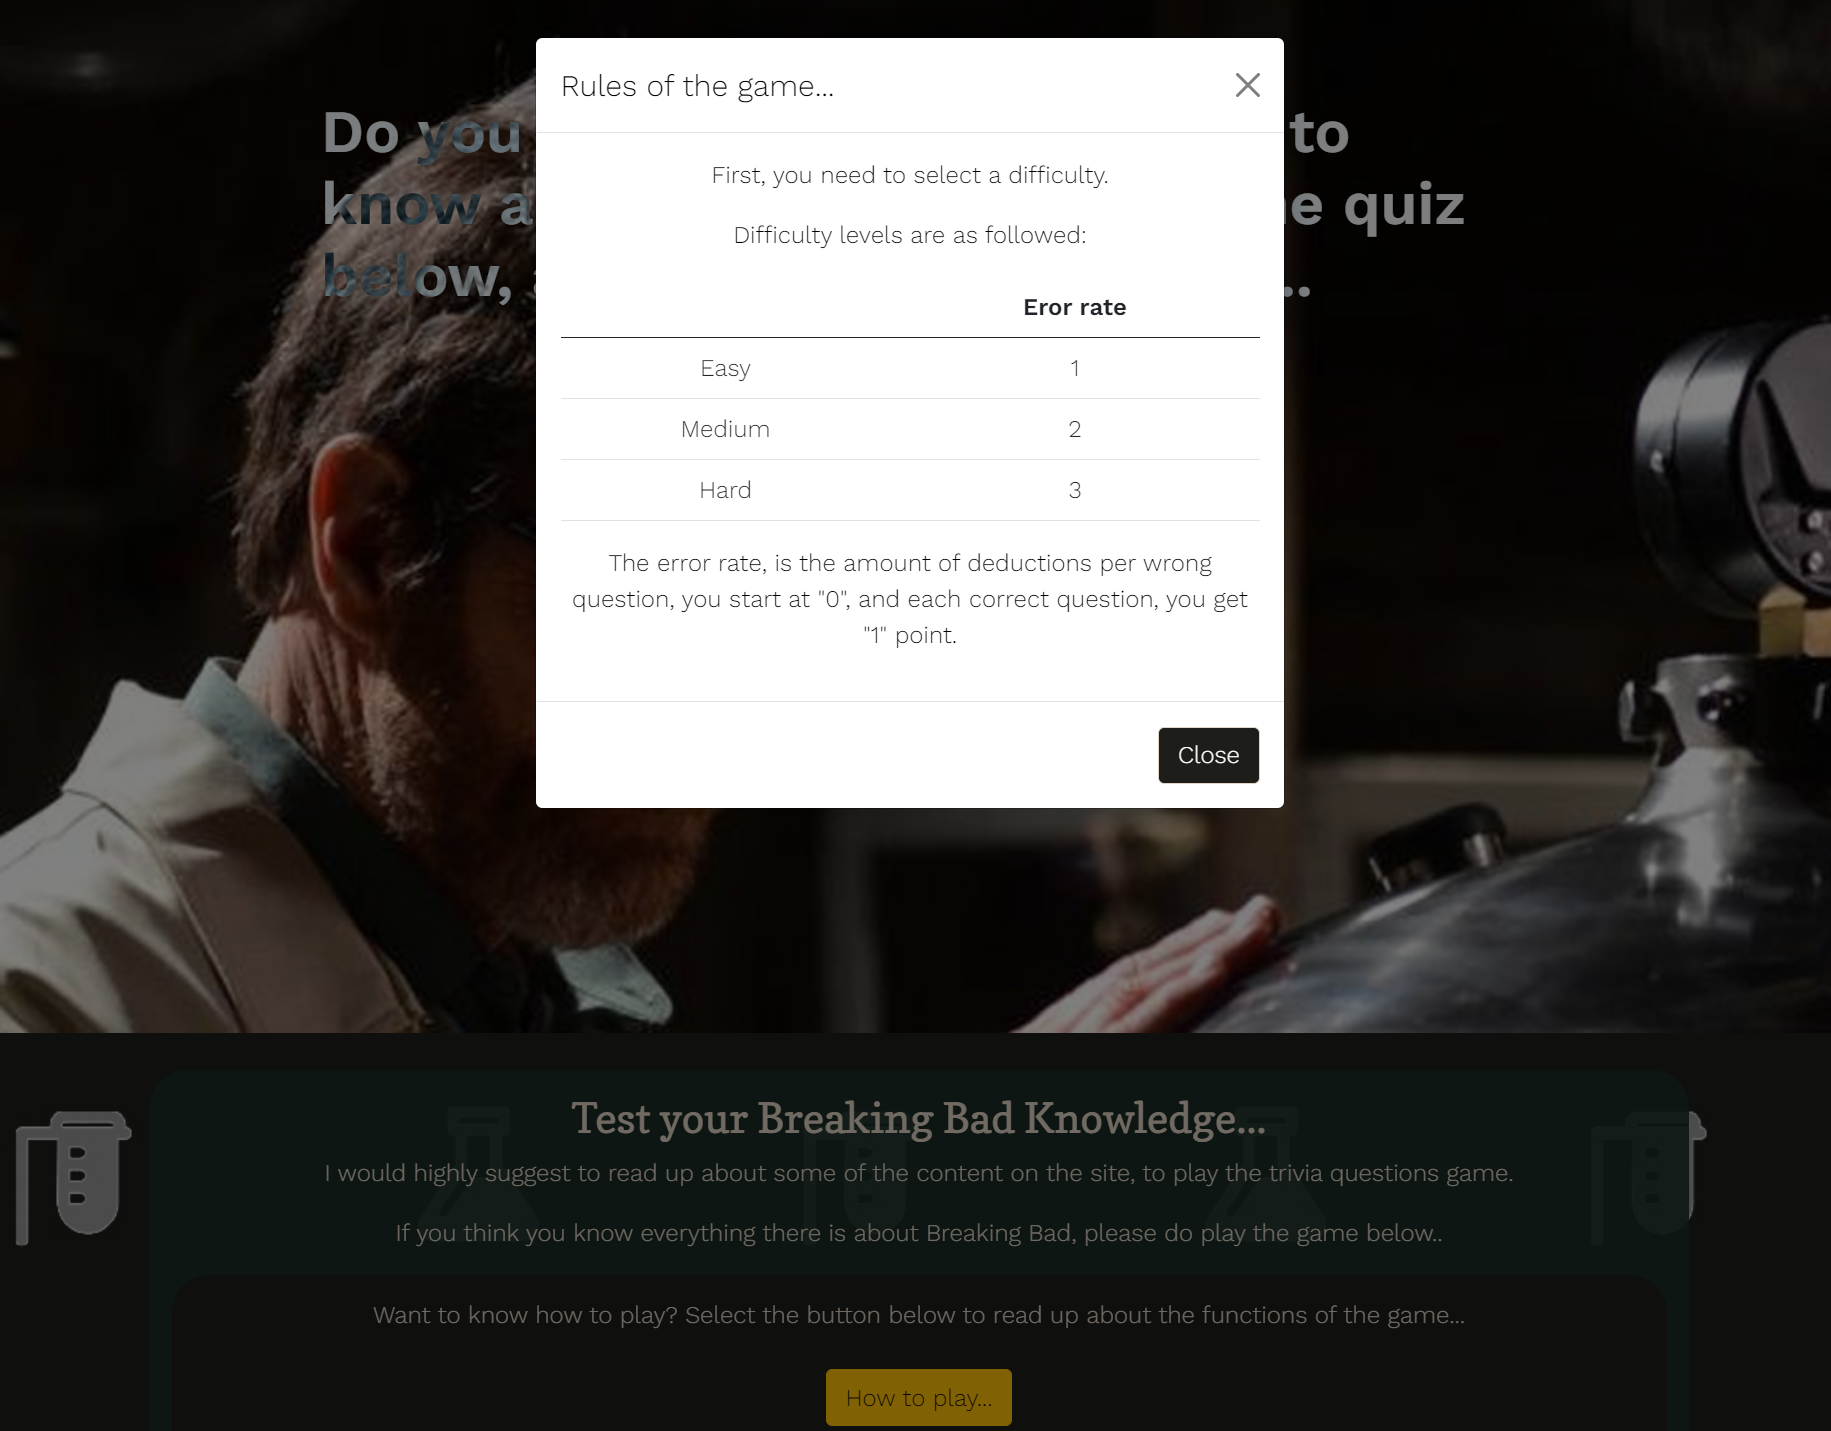 Rules of the game...
Do you to
know a e quiz
below, ..
First, you need to select a difficulty.
Difficulty levels are as followed:
Eror rate
Easy 1
Medium 2
Hard 3
The error rate, is the amount of deductions per wrong
question, you start at "0", and each correct question, you get
"1" point.
Close
Test your Breaking Bad Knowledge...
I would highly suggest to read up about some of the content on the site, to play the trivia questions game.
If you think you know everything there is about Breaking Bad, please do play the game below..
Want to know how to play? Select the button below to read up about the functions of the game...
How to play...